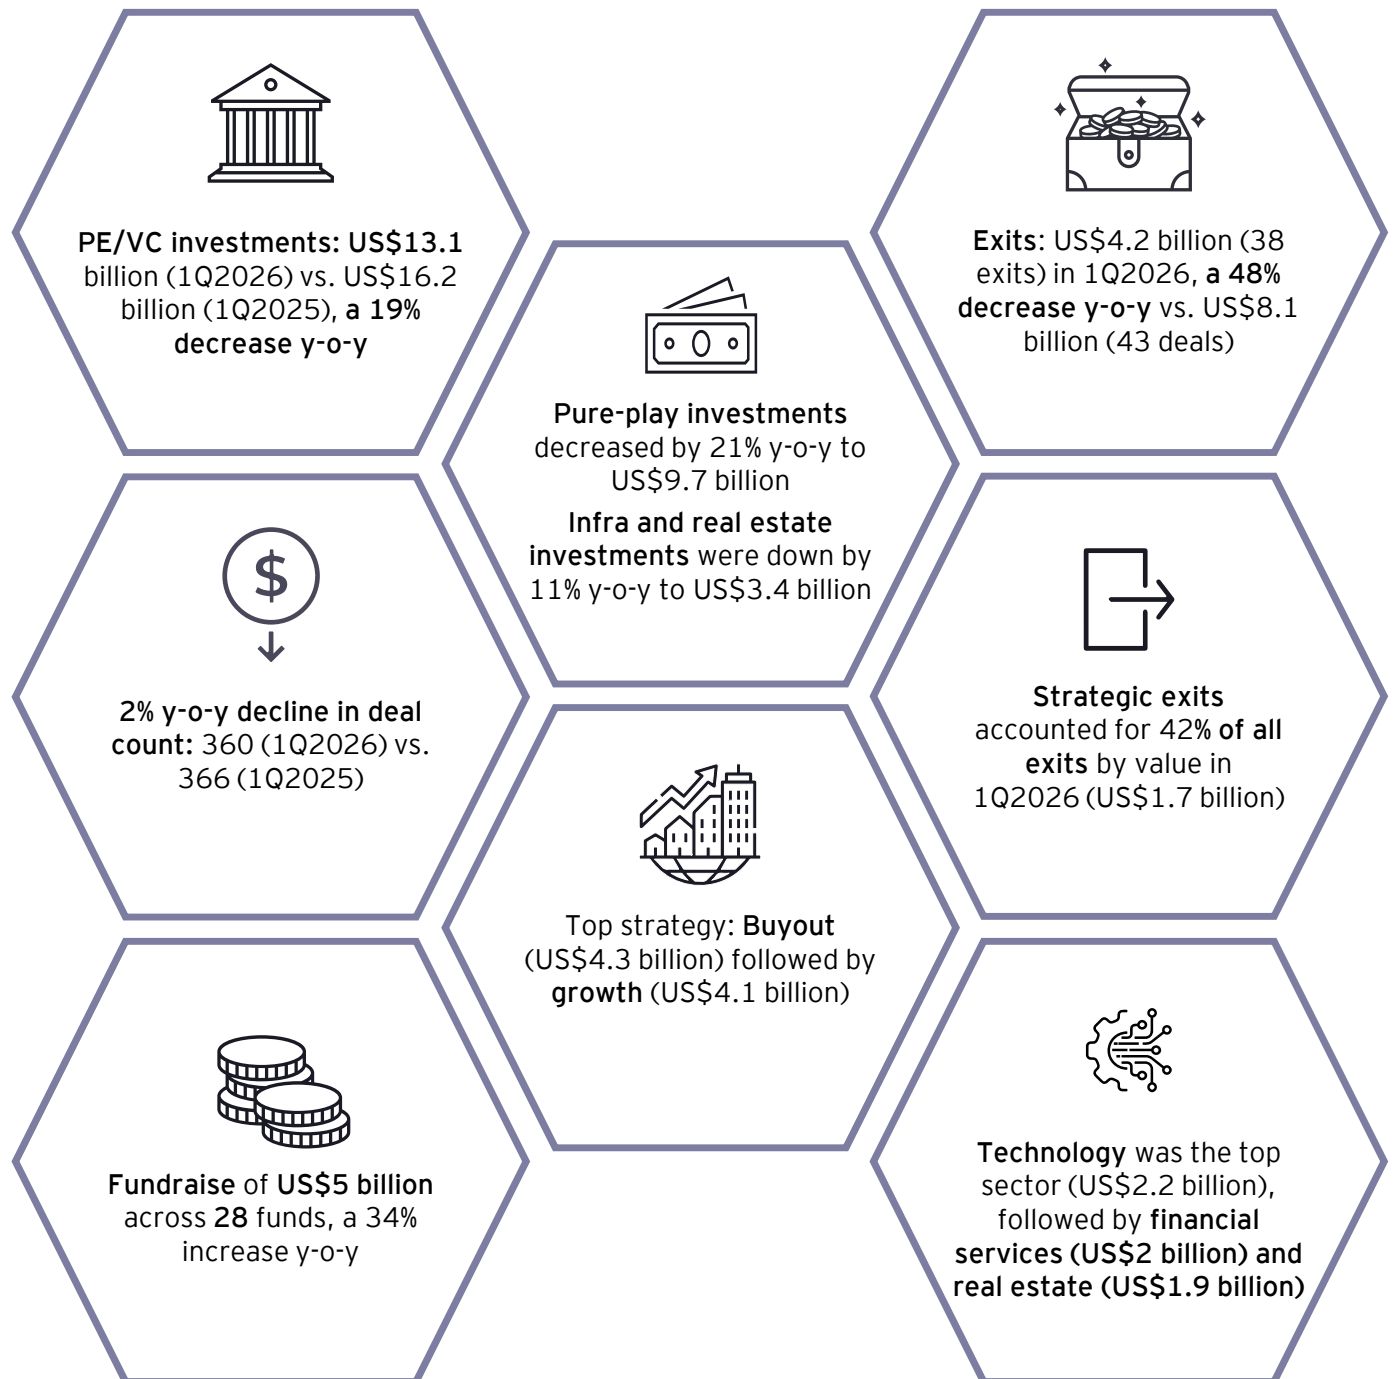 PE/VC investments: US$13.1
billion (1Q2026) vs. US$16.2
billion (1Q2025), a 19%
decrease y-o-y
Exits: US$4.2 billion (38
exits) in 1Q2026, a 48%
decrease y-o-y vs. US$8.1
billion (43 deals)
Pure-play investments
decreased by 21% y-o-y to
US$9.7 billion
Infra and real estate
investments were down by
11% y-o-y to US$3.4 billion
$
2% y-o-y decline in deal
count: 360 (1Q2026) vs.
366 (1Q2025)
Strategic exits
accounted for 42% of all
exits by value in
1Q2026 (US$1.7 billion)
Top strategy: Buyout
(US$4.3 billion) followed by
growth (US$4.1 billion)
Fundraise of US$5 billion
across 28 funds, a 34%
increase y-o-y
Technology was the top
sector (US$2.2 billion),
followed by financial
services (US$2 billion) and
real estate (US$1.9 billion)